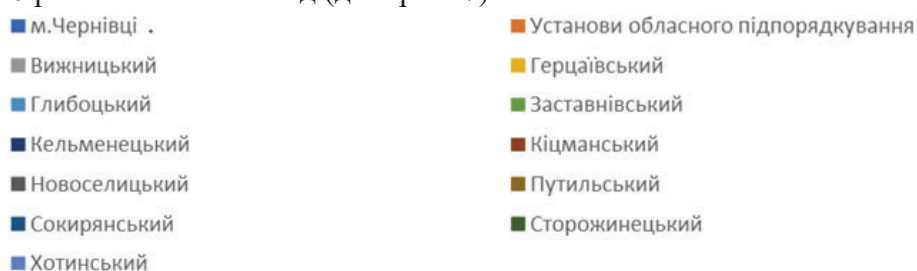 м.Чернівці .
Установи обласного підпорядкування
Вижницький
Герцаївський
Глибоцький
Заставнівський
Кельменецький
Кіцманський
Новоселицький
Путильський
Сокирянський
Сторожинецький
Хотинський